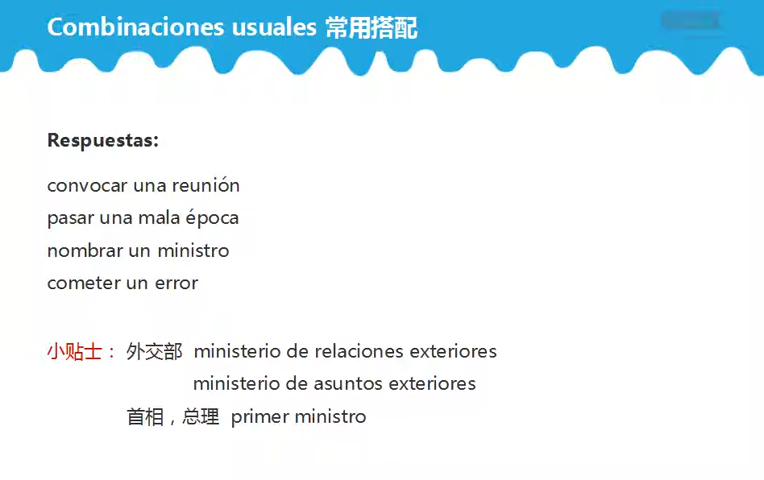 Combinaciones usuales 常用搭配
Respuestas:
convocar una reunión
pasar una mala época
nombrar un ministro
cometer un error
小贴士： 外交部 ministerio de relaciones exteriores
ministerio de asuntos exteriores
首相，总理 primer ministro